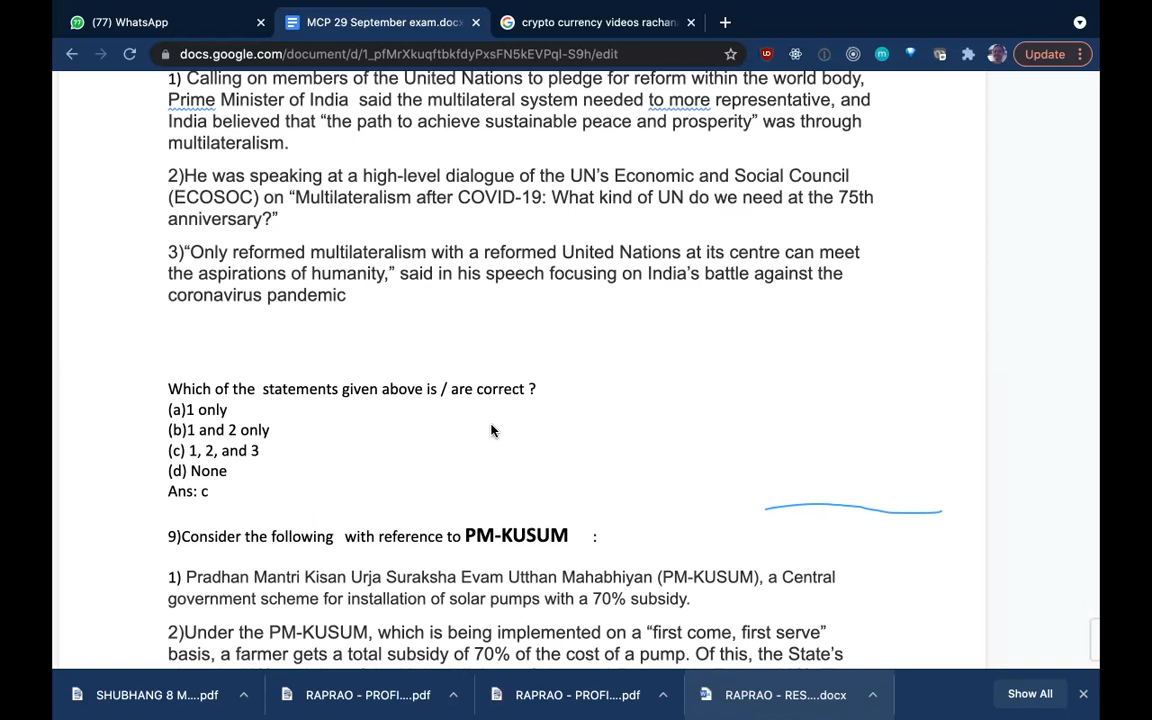 (77) WhatsApp
MCP 29 September exam.docx
crypto currency videos rachan
docs.google.com/document/d/1_pfMrXkuqftbkfdyPxsFN5kEVPql-S9h/edit
Update
1) Calling on members of the United Nations to pledge for reform within the world body,
Prime Minister of India said the multilateral system needed to more representative, and
India believed that “the path to achieve sustainable peace and prosperity” was through
multilateralism.
2)He was speaking at a high-level dialogue of the UN’s Economic and Social Council
(ECOSOC) on “Multilateralism after COVID-19: What kind of UN do we need at the 75th
anniversary?”
3)“Only reformed multilateralism with a reformed United Nations at its centre can meet
the aspirations of humanity,” said in his speech focusing on India’s battle against the
coronavirus pandemic
Which of the statements given above is / are correct ?
(a)1 only
(b)1 and 2 only
(c) 1, 2, and 3
(d) None
Ans: c
9)Consider the following with reference to PM-KUSUM :
1) Pradhan Mantri Kisan Urja Suraksha Evam Utthan Mahabhiyan (PM-KUSUM), a Central
government scheme for installation of solar pumps with a 70% subsidy.
2)Under the PM-KUSUM, which is being implemented on a “first come, first serve”
basis, a farmer gets a total subsidy of 70% of the cost of a pump. Of this, the State’s
SHUBHANG 8 M....pdf
RAPRAO - PROFI....pdf
RAPRAO - PROFI....pdf
RAPRAO - RES....docx
Show All